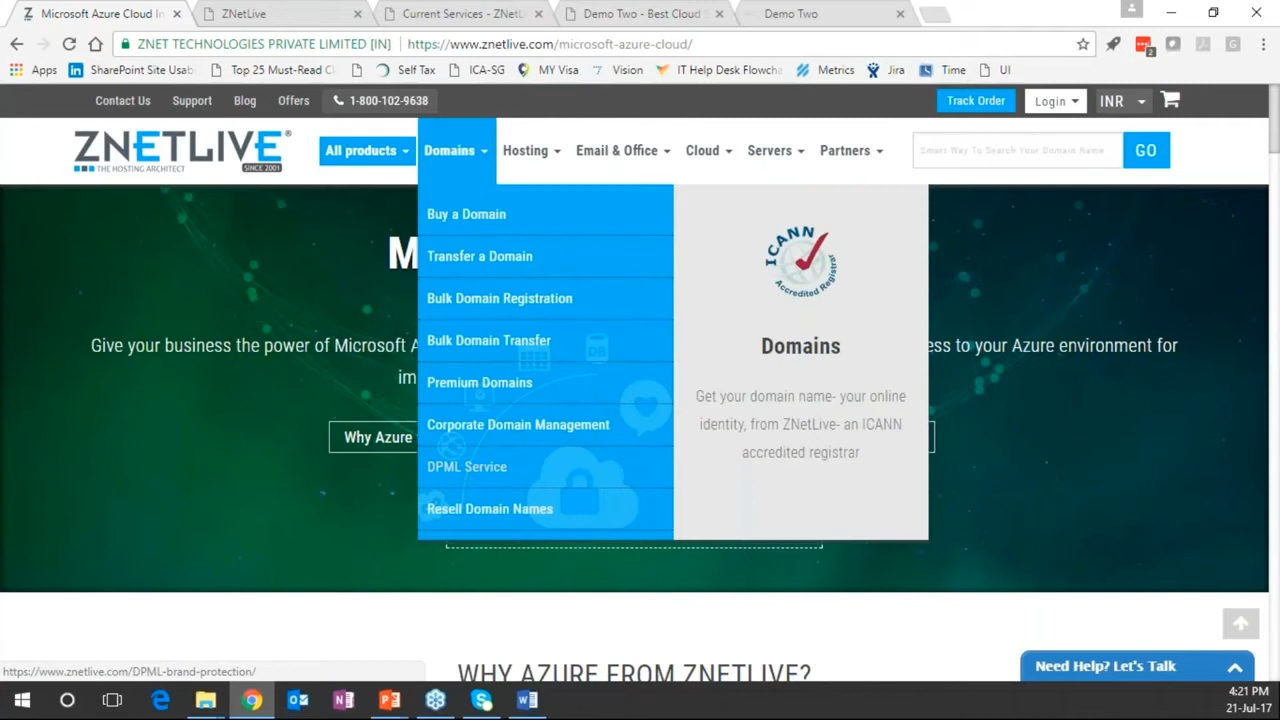 Microsoft Azure Cloud In
ZNetLive
Current Services - ZNetL
Demo Two - Best Cloud S
Demo Two
ZNET TECHNOLOGIES PRIVATE LIMITED [IN]
https://www.znetlive.com/microsoft-azure-cloud/
Apps
SharePoint Site Usab
Top 25 Must-Read C
Self Tax
ICA-SG
MY Visa
Vision
IT Help Desk Flowcha
Metrics
Jira
Time
UI
Contact Us
Support
Blog
Offers
1-800-102-9638
Track Order
Login
INR
ZNETLIVE®
THE HOSTING ARCHITECT
SINCE 2001
All products
Domains
Hosting
Email & Office
Cloud
Servers
Partners
Smart Way To Search Your Domain Name
GO
Buy a Domain
Transfer a Domain
Bulk Domain Registration
Bulk Domain Transfer
Premium Domains
Corporate Domain Management
DPML Service
Resell Domain Names
ICANN
Accredited Registrar
Domains
Get your domain name- your online
identity, from ZNetLive- an ICANN
accredited registrar
M
Give your business the power of Microsoft A
ess to your Azure environment for
im
Why Azure
WHY AZURE FROM ZNETLIVE?
https://www.znetlive.com/DPML-brand-protection/
Need Help? Let's Talk
4:21 PM
21-Jul-17